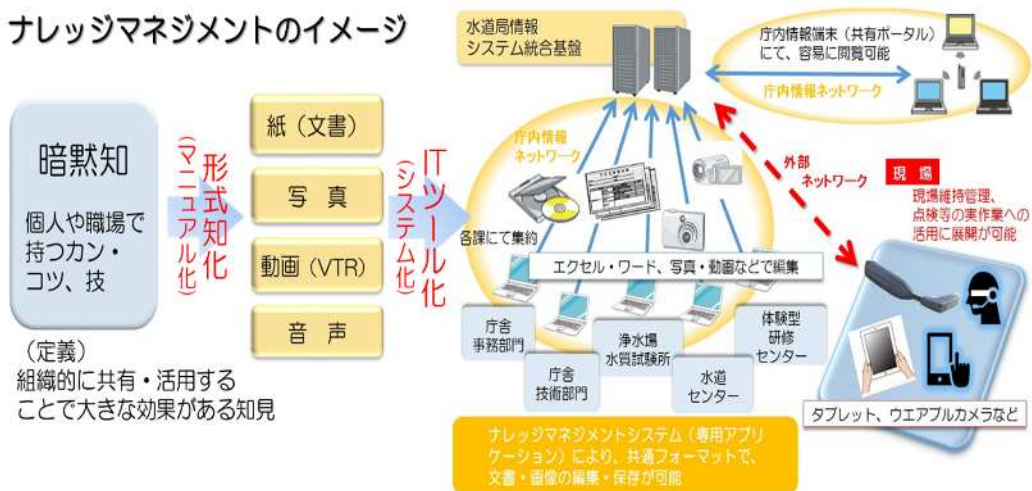 ナレッジマネジメントのイメージ
暗黙知
個人や職場で
持つカン・
コツ、技
（定義）
組織的に共有・活用する
ことで大きな効果がある知見
形式知化
（マニュアル化）
紙（文書）
写真
動画（VTR）
音声
ITツール化
（システム化）
水道局情報
システム統合基盤
庁内情報端末（共有ポータル）
にて、容易に閲覧可能
庁内情報ネットワーク
庁内情報
ネットワーク
各課にて集約
エクセル・ワード、写真・動画などで編集
庁舎
事務部門
庁舎
技術部門
浄水場
水質試験所
水道
センター
体験型
研修
センター
外部
ネットワーク
現場
現場維持管理、
点検等の実作業への
活用に展開が可能
タブレット、ウエアブルカメラなど
ナレッジマネジメントシステム（専用アプリ
ケーション）により、共通フォーマットで、
文書・画像の編集・保存が可能